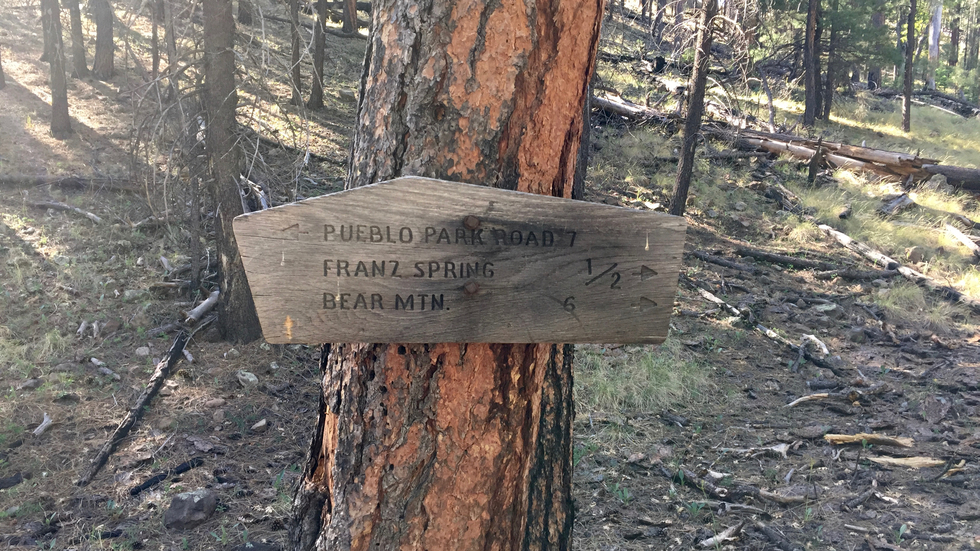 ← PUEBLO PARK ROAD 7
FRANZ SPRING 1/2 →
BEAR MTN. 6 →